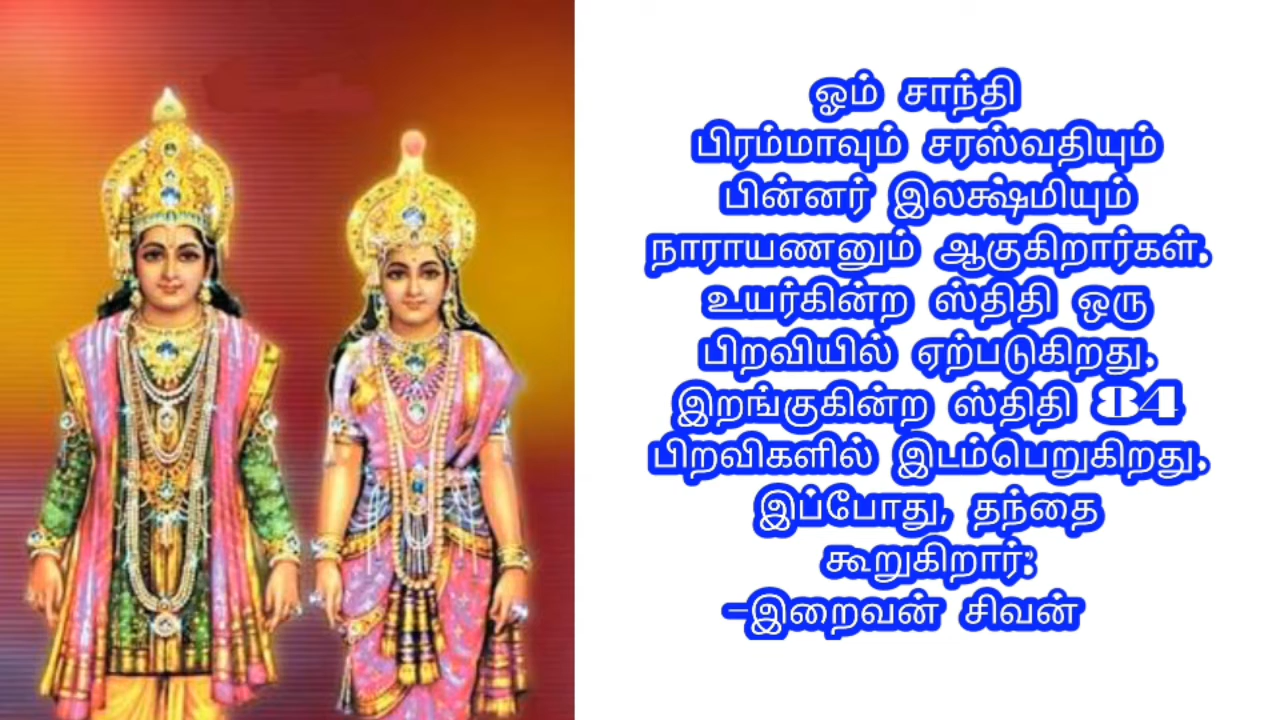 ஓம் சாந்தி
பிரம்மாவும் சரஸ்வதியும்
பின்னர் இலக்ஷ்மியும்
நாராயணனும் ஆகுகிறார்கள்.
உயர்கின்ற ஸ்திதி ஒரு
பிறவியில் ஏற்படுகிறது.
இறங்குகின்ற ஸ்திதி 84
பிறவிகளில் இடம்பெறுகிறது.
இப்போது, தந்தை
கூறுகிறார்:
-இறைவன் சிவன்